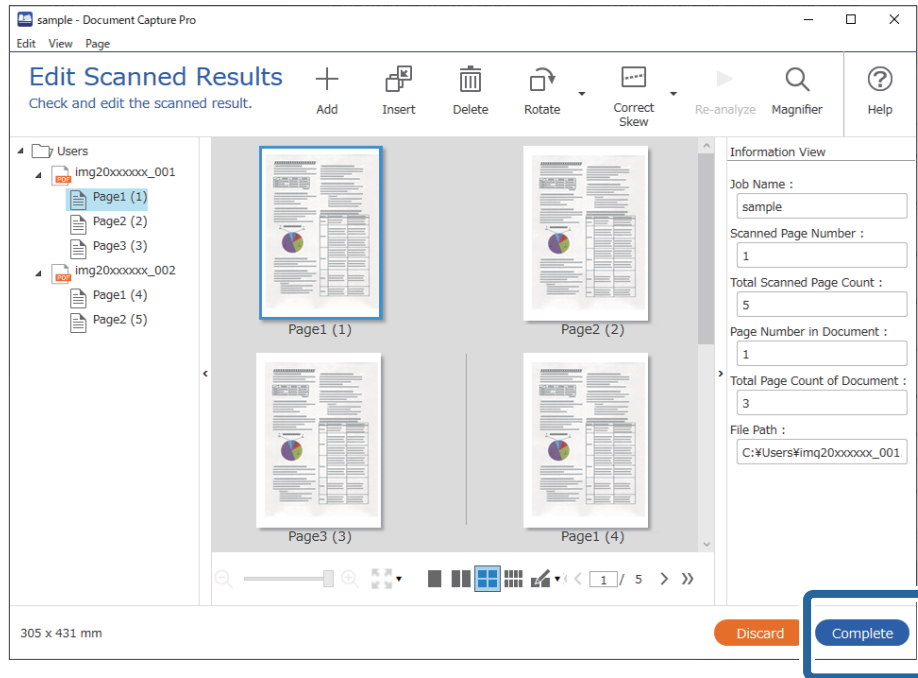 sample - Document Capture Pro
Edit View Page
Edit Scanned Results
Check and edit the scanned result.
Add
Insert
Delete
Rotate
Correct
Skew
Re-analyze
Magnifier
Help
Users
PDF
img20xxxxxx_001
Page1 (1)
Page2 (2)
Page3 (3)
PDF
img20xxxxxx_002
Page1 (4)
Page2 (5)
Page1 (1)
Page2 (2)
Page3 (3)
Page1 (4)
1 / 5
Information View
Job Name :
sample
Scanned Page Number :
1
Total Scanned Page Count :
5
Page Number in Document :
1
Total Page Count of Document :
3
File Path :
C:¥Users¥img20xxxxxx_001
305 x 431 mm
Discard
Complete